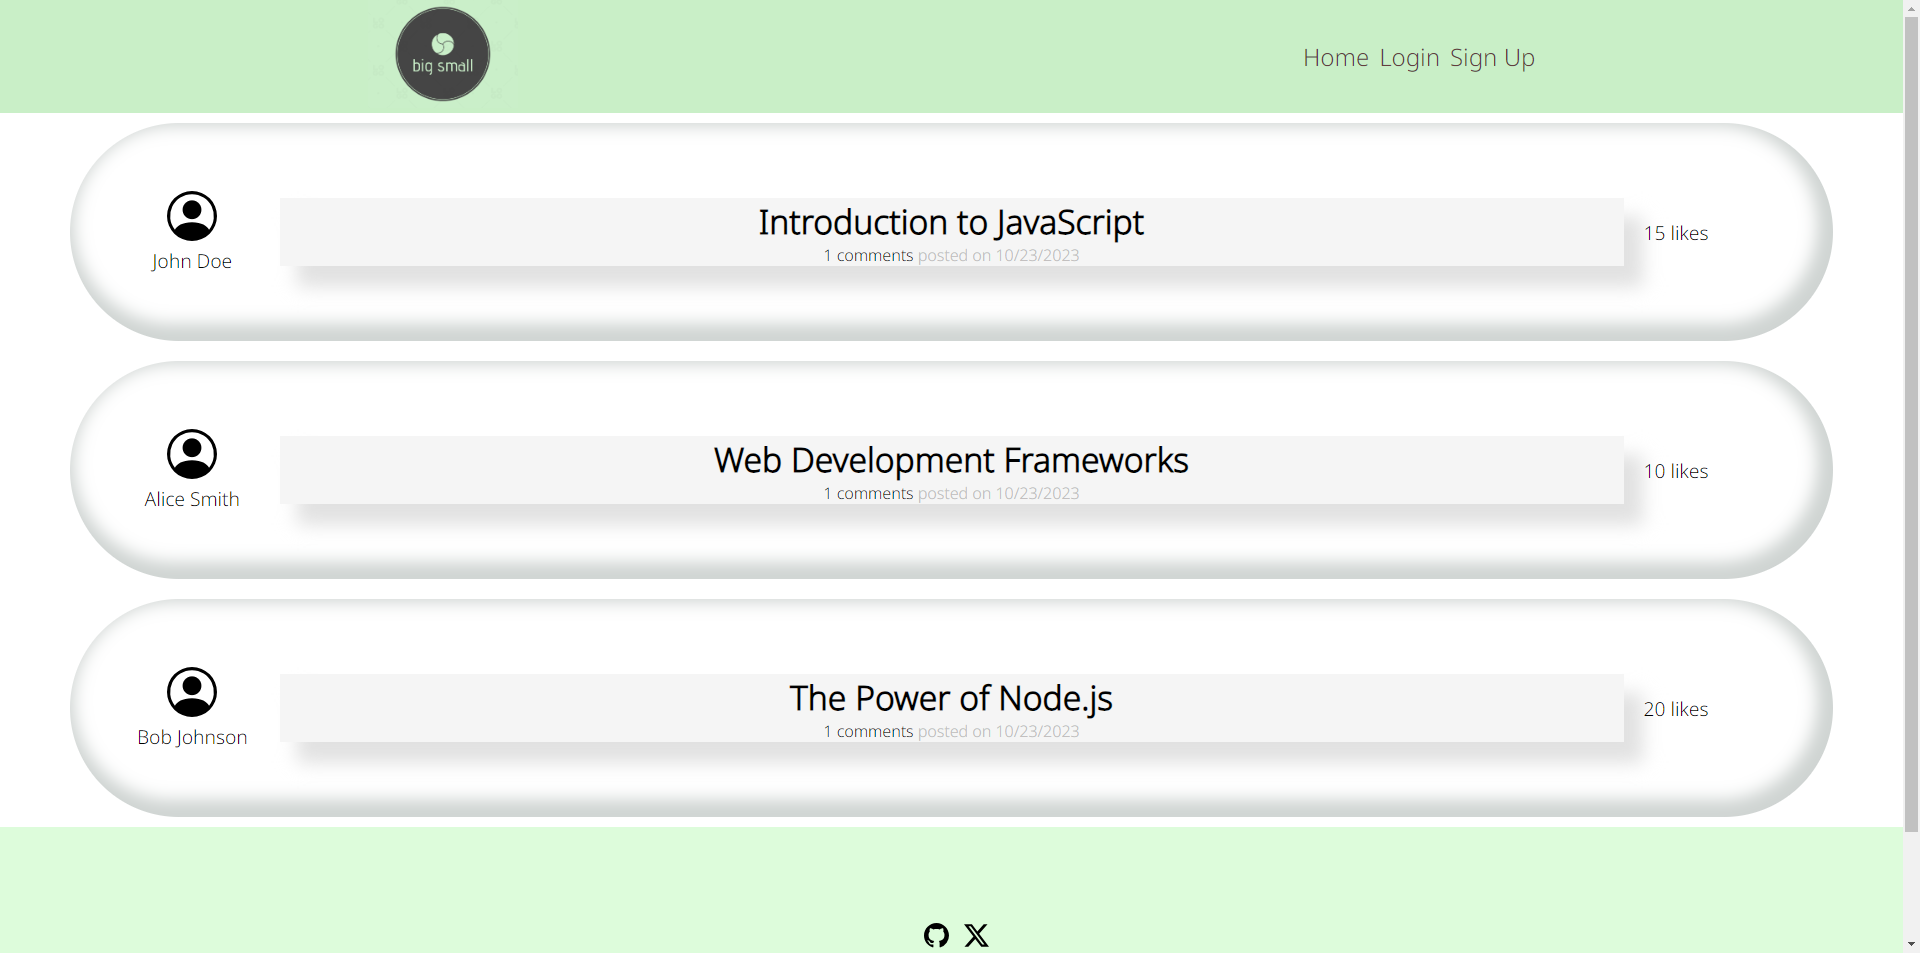 big small
Home Login Sign Up
Introduction to JavaScript
1 comments posted on 10/23/2023
John Doe
15 likes
Web Development Frameworks
1 comments posted on 10/23/2023
Alice Smith
10 likes
The Power of Node.js
1 comments posted on 10/23/2023
Bob Johnson
20 likes